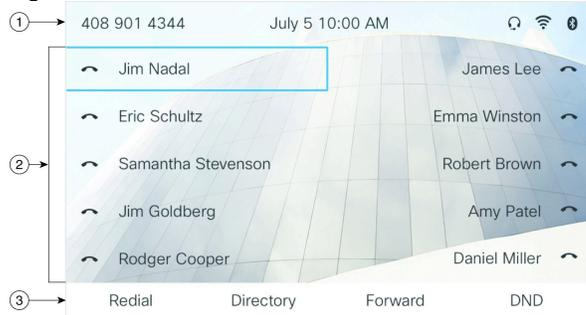 1 408 901 4344 July 5 10:00 AM
Jim Nadal James Lee
Eric Schultz Emma Winston
2 Samantha Stevenson Robert Brown
Jim Goldberg Amy Patel
Rodger Cooper Daniel Miller
3 Redial Directory Forward DND